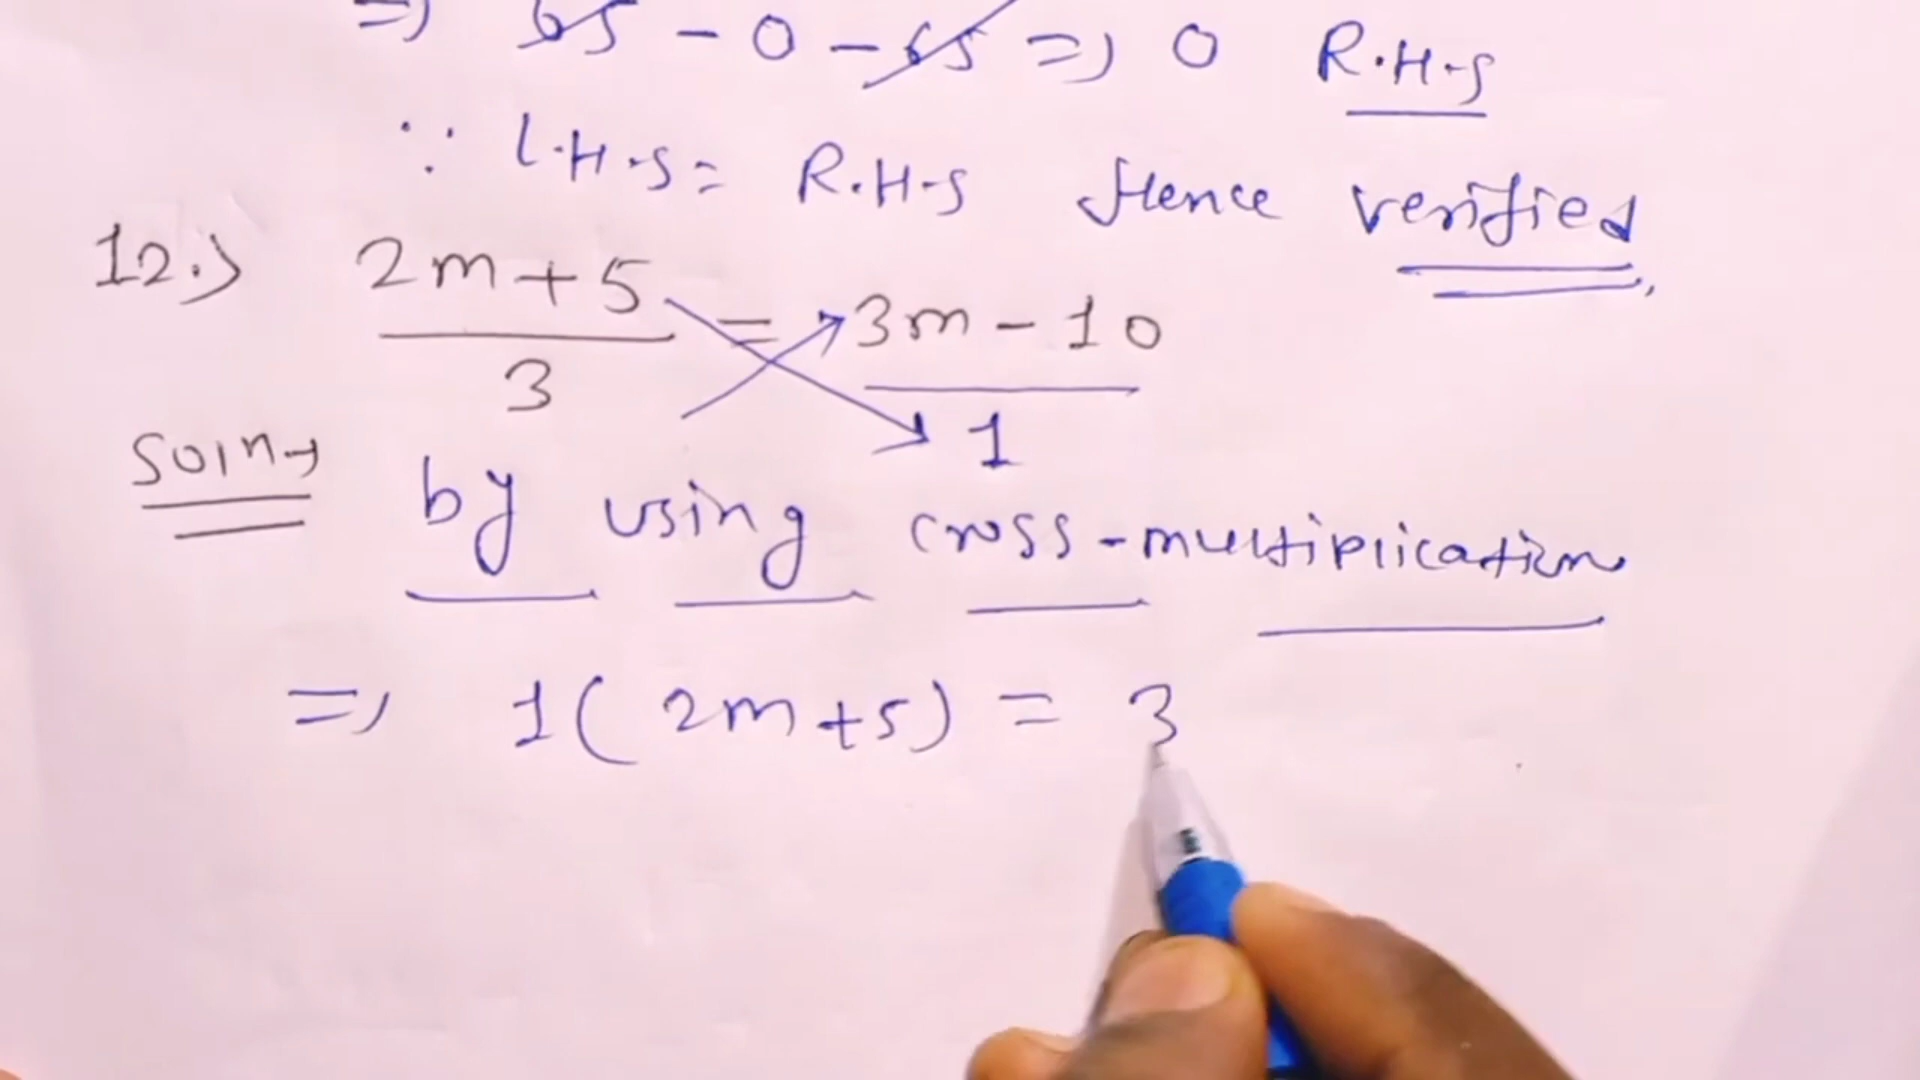 => 65 - 0 - 65 => 0 R.H.S
∵ L.H.S = R.H.S Hence verified,
12.) 2m+5 = 3m-10
3 1
Soln→ by using cross-multiplication
=> 1(2m+5) = 3